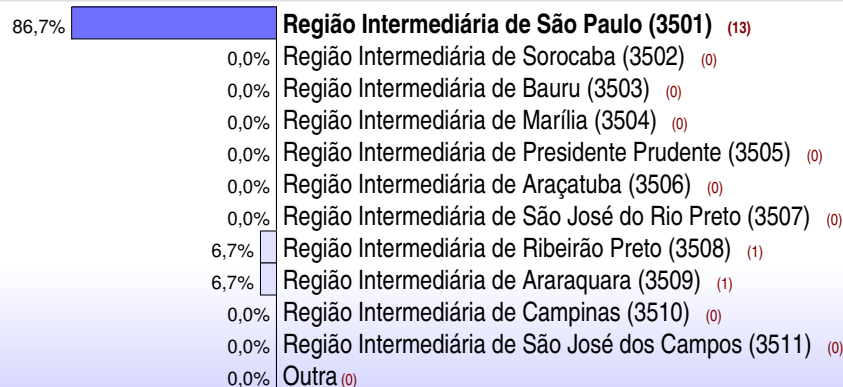 86,7% Região Intermediária de São Paulo (3501) (13)
0,0% Região Intermediária de Sorocaba (3502) (0)
0,0% Região Intermediária de Bauru (3503) (0)
0,0% Região Intermediária de Marília (3504) (0)
0,0% Região Intermediária de Presidente Prudente (3505) (0)
0,0% Região Intermediária de Araçatuba (3506) (0)
0,0% Região Intermediária de São José do Rio Preto (3507) (0)
6,7% Região Intermediária de Ribeirão Preto (3508) (1)
6,7% Região Intermediária de Araraquara (3509) (1)
0,0% Região Intermediária de Campinas (3510) (0)
0,0% Região Intermediária de São José dos Campos (3511) (0)
0,0% Outra (0)